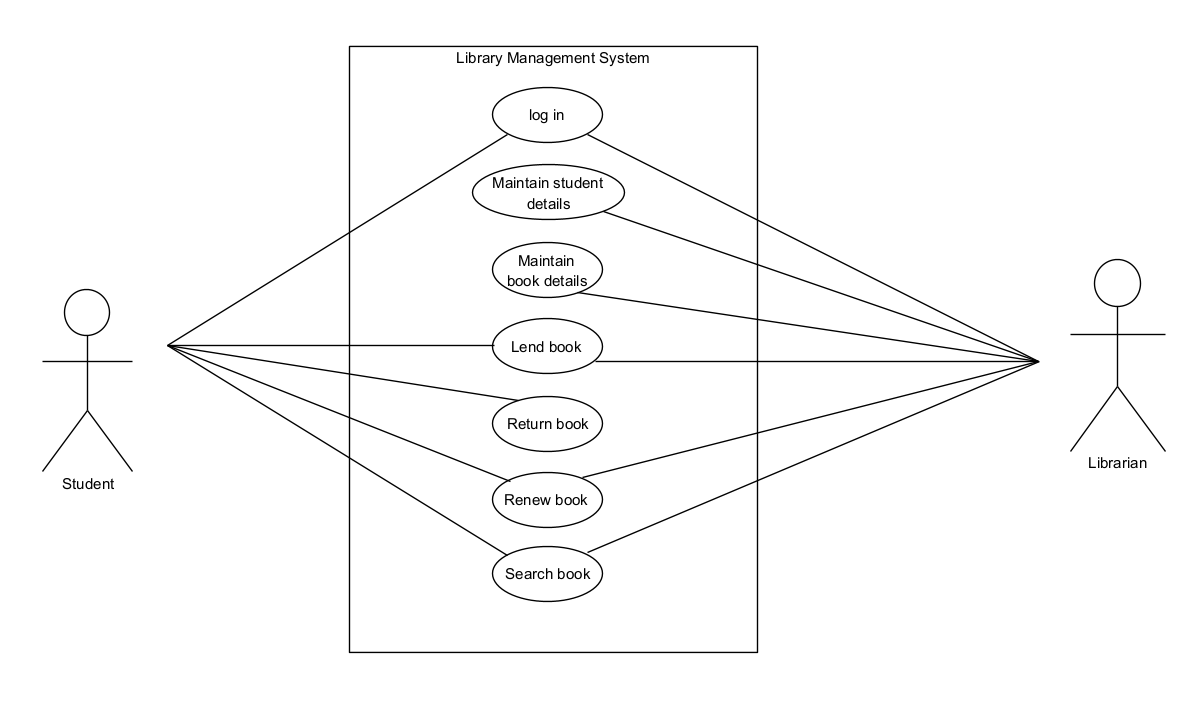 Library Management System
log in
Maintain student
details
Maintain
book details
Lend book
Return book
Renew book
Search book
Student
Librarian